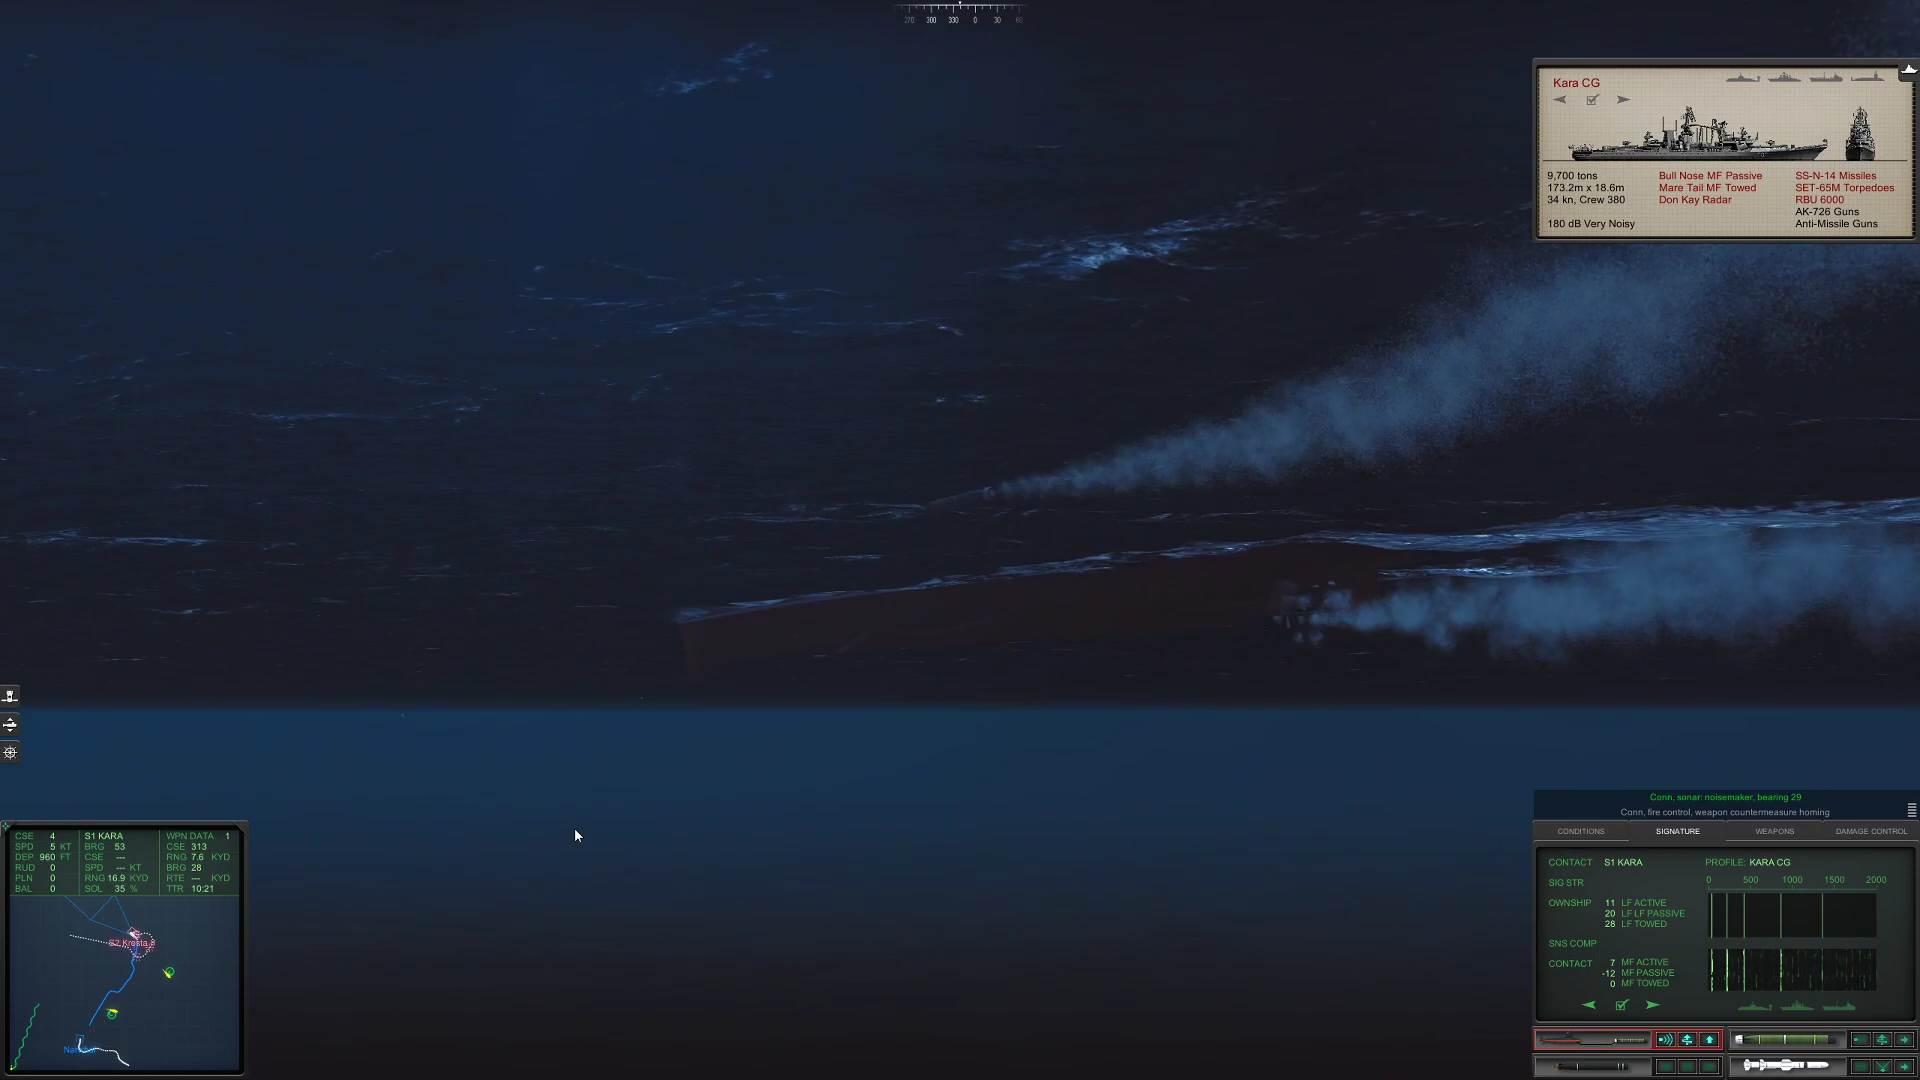 270 300 330 0 30 60
Kara CG
9,700 tons
173.2m x 18.6m
34 kn, Crew 380
180 dB Very Noisy
Bull Nose MF Passive
Mare Tail MF Towed
Don Kay Radar
SS-N-14 Missiles
SET-65M Torpedoes
RBU 6000
AK-726 Guns
Anti-Missile Guns
Conn, sonar: noisemaker, bearing 29
Conn, fire control, weapon countermeasure homing
CONDITIONS SIGNATURE WEAPONS DAMAGE CONTROL
CSE 4 S1 KARA WPN DATA 1
SPD 5 KT BRG 53 CSE 313
DEP 960 FT CSE --- RNG 7.6 KYD
RUD 0 SPD --- KT BRG 28
PLN 0 RNG 16.9 KYD RTE --- KYD
BAL 0 SOL 35 % TTR 10:21
S2 Kresta
CONTACT S1 KARA PROFILE: KARA CG
SIG STR 0 500 1000 1500 2000
OWNSHIP 11 LF ACTIVE
20 LF LF PASSIVE
28 LF TOWED
SNS COMP
CONTACT 7 MF ACTIVE
-12 MF PASSIVE
0 MF TOWED